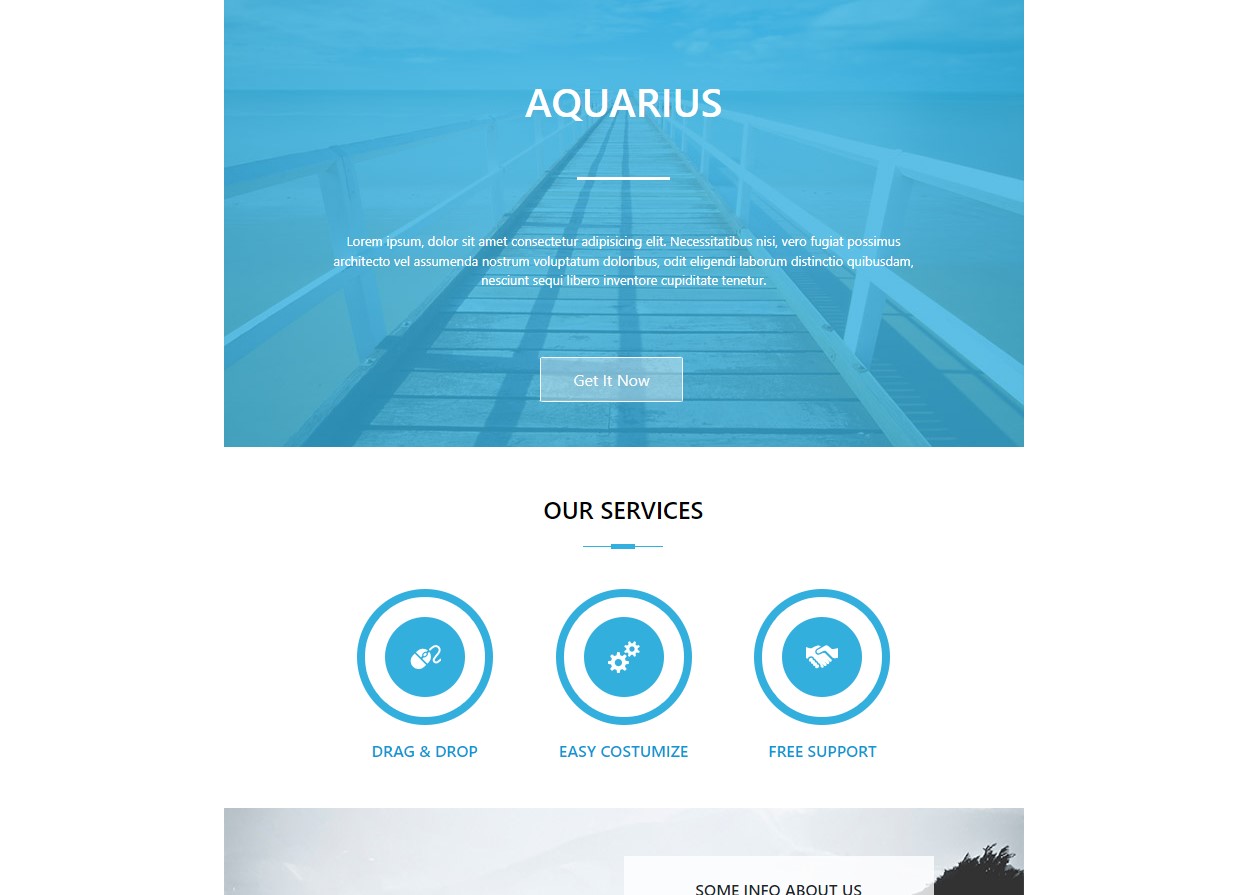 AQUARIUS
Lorem ipsum, dolor sit amet consectetur adipisicing elit. Necessitatibus nisi, vero fugiat possimus
architecto vel assumenda nostrum voluptatum doloribus, odit eligendi laborum distinctio quibusdam,
nesciunt sequi libero inventore cupiditate tenetur.
Get It Now
OUR SERVICES
DRAG & DROP
EASY COSTUMIZE
FREE SUPPORT
SOME INFO ABOUT US